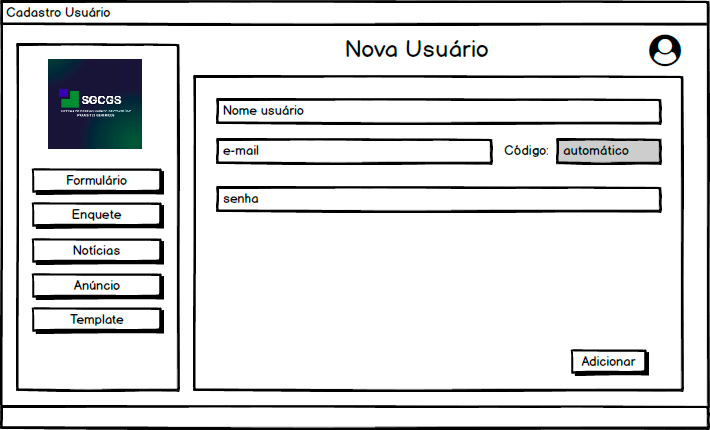 Cadastro Usuário
Nova Usuário
SGCGS
Formulário
Enquete
Notícias
Anúncio
Template
Nome usuário
e-mail
Código:
automático
senha
Adicionar